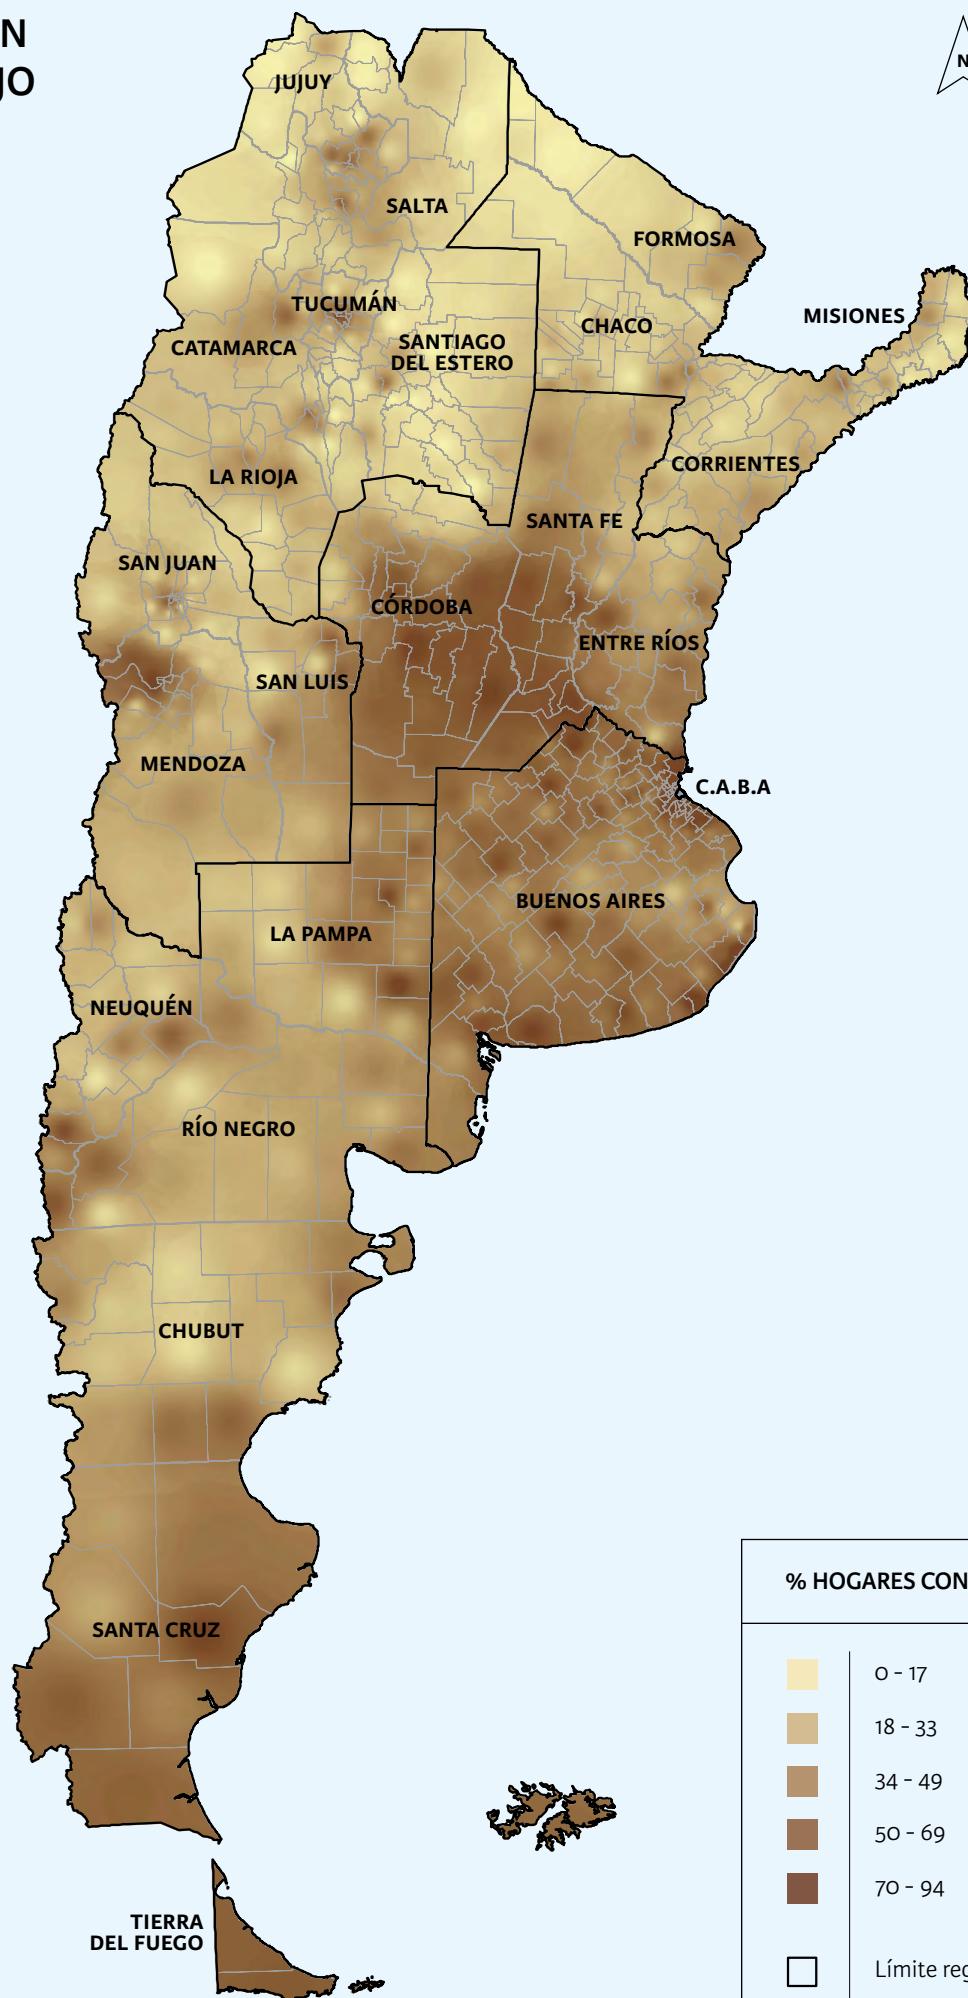 N
JO
N
JUJUY
SALTA
FORMOSA
TUCUMÁN
MISIONES
CHACO
CATAMARCA
SANTIAGO
DEL ESTERO
LA RIOJA
CORRIENTES
SANTA FE
SAN JUAN
CÓRDOBA
ENTRE RÍOS
SAN LUIS
MENDOZA
C.A.B.A
BUENOS AIRES
LA PAMPA
NEUQUÉN
RÍO NEGRO
CHUBUT
SANTA CRUZ
TIERRA
DEL FUEGO
% HOGARES CON
0 - 17
18 - 33
34 - 49
50 - 69
70 - 94
Límite reg